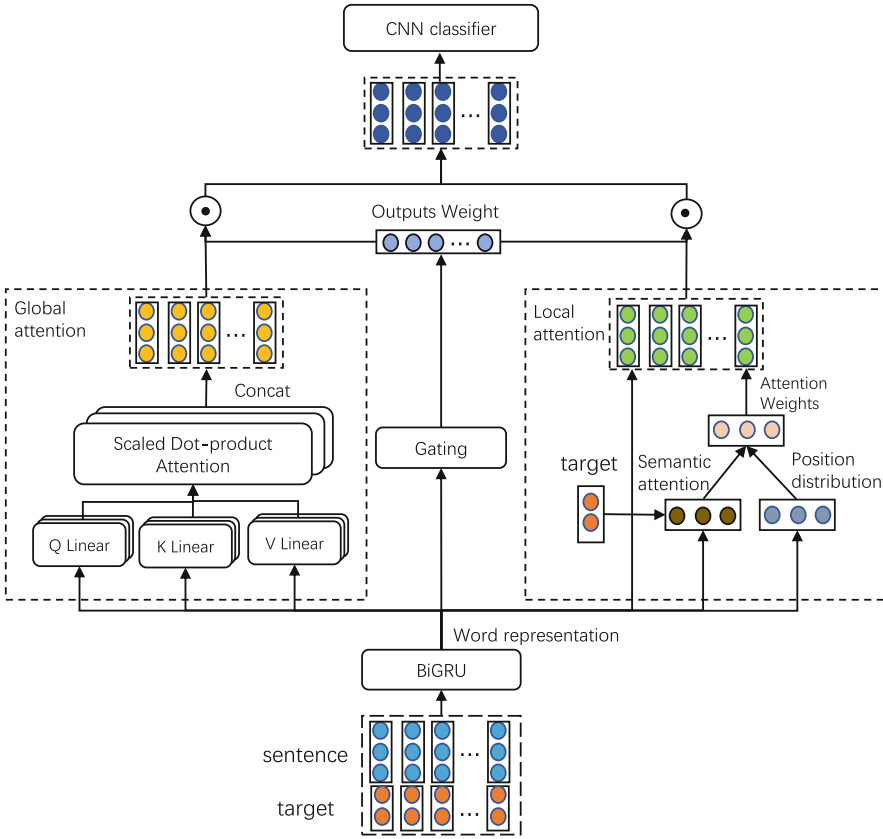 CNN classifier
...
Outputs Weight
...
Global
attention
...
Local
attention
...
Concat
Attention
Weights
Scaled Dot-product
Attention
Gating
target
Semantic
attention
Position
distribution
Q Linear
K Linear
V Linear
Word representation
BiGRU
sentence
...
target
...